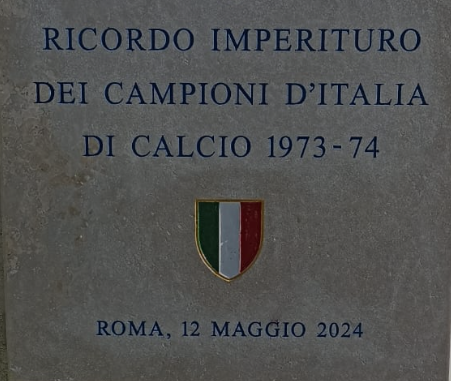 RICORDO IMPERITURO
DEI CAMPIONI D'ITALIA
DI CALCIO 1973-74
ROMA, 12 MAGGIO 2024